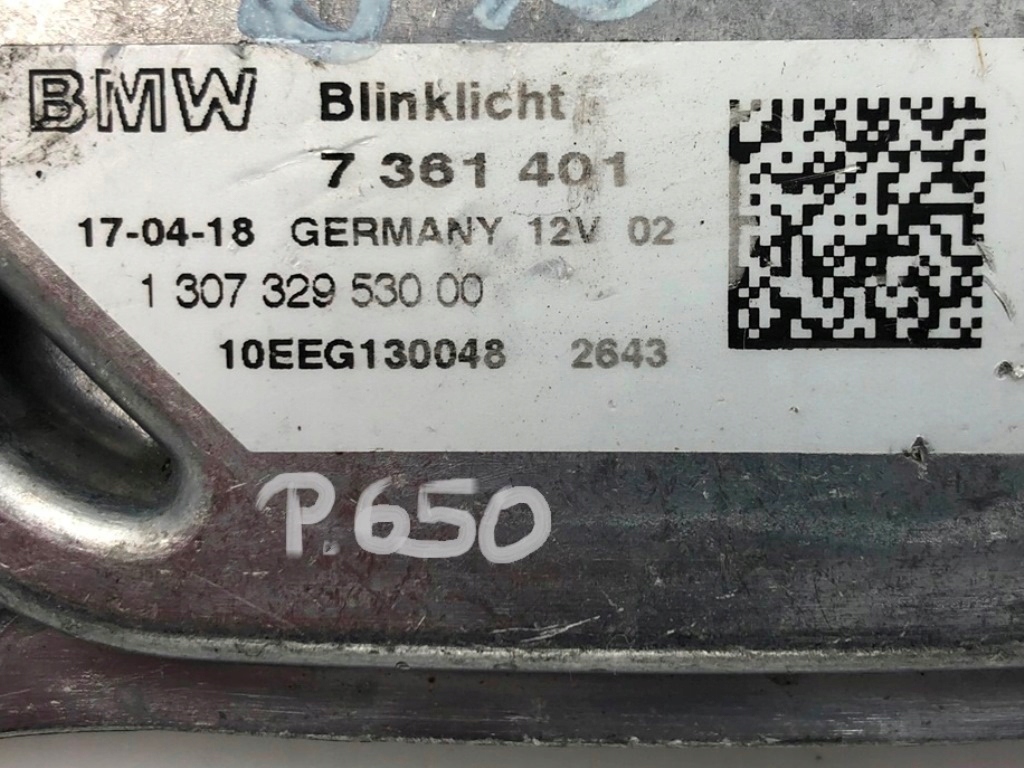 BMW Blinklicht
7 361 401
17-04-18 GERMANY 12V 02
1 307 329 530 00
10EEG130048 2643
P.650